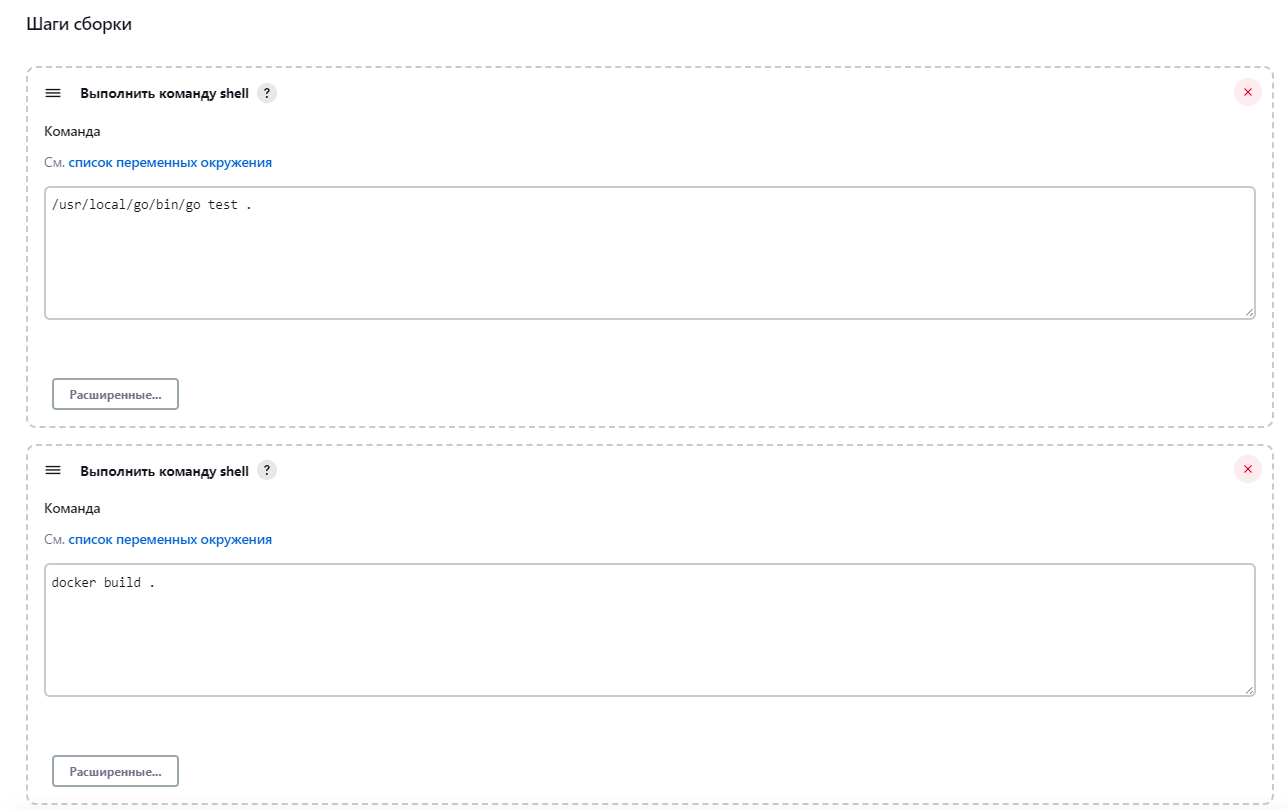 Шаги сборки
Выполнить команду shell ?
Команда
См. список переменных окружения
/usr/local/go/bin/go test .
Расширенные...
Выполнить команду shell ?
Команда
См. список переменных окружения
docker build .
Расширенные...